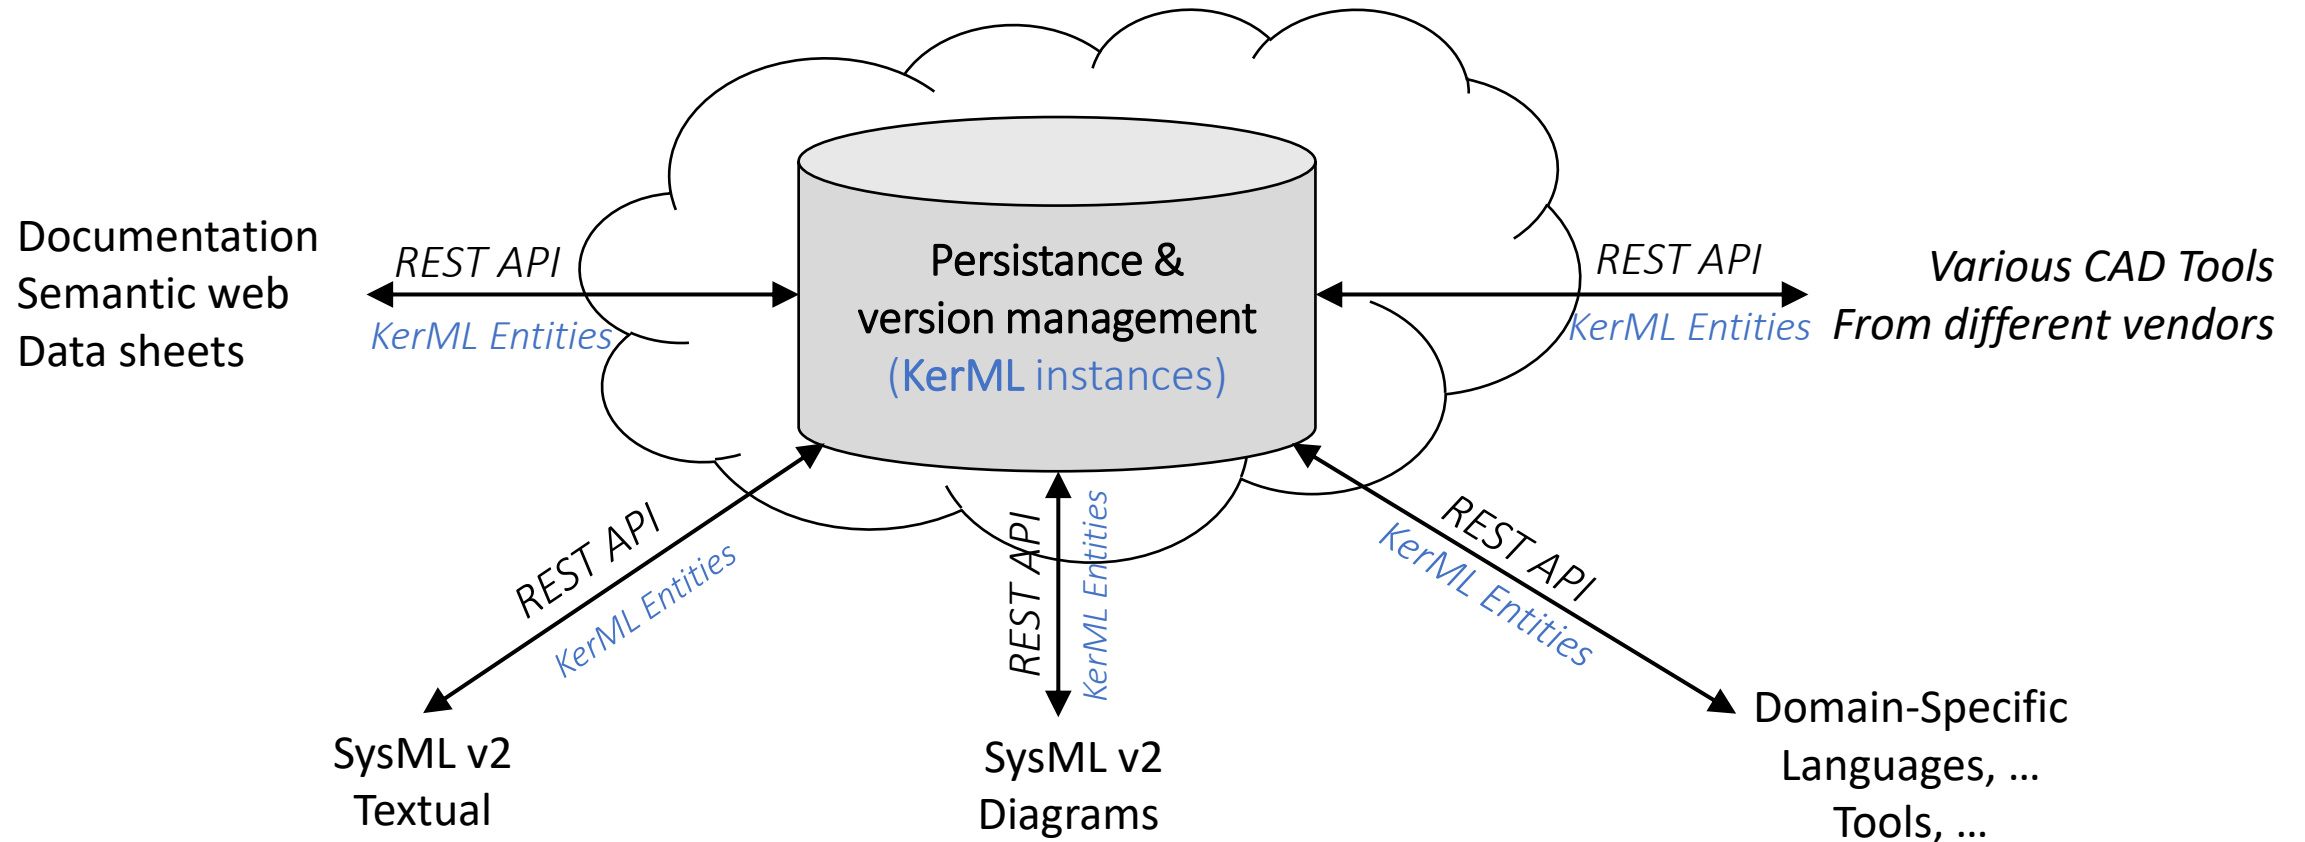 Documentation
Semantic web
Data sheets
REST API
KerML Entities
Persistance &
version management
(KerML instances)
REST API
KerML Entities
Various CAD Tools
From different vendors
REST API
KerML Entities
REST API
KerML Entities
REST API
KerML Entities
SysML v2
Textual
SysML v2
Diagrams
Domain-Specific
Languages, ...
Tools, ...